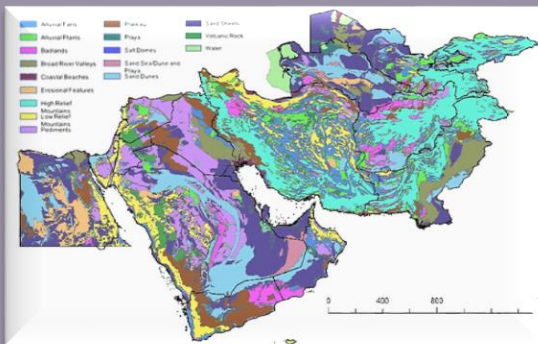 Alluvial Fans
Alluvial Plains
Badlands
Broad River Valleys
Coastal Beaches
Erosional Features
High Relief
Mountains
Low Relief
Mountains
Pediments
Plateau
Playa
Salt Domes
Sand Sea/Dune and
Playa
Sand Dunes
Sand Sheets
Volcanic Rock
Water
0 400 800